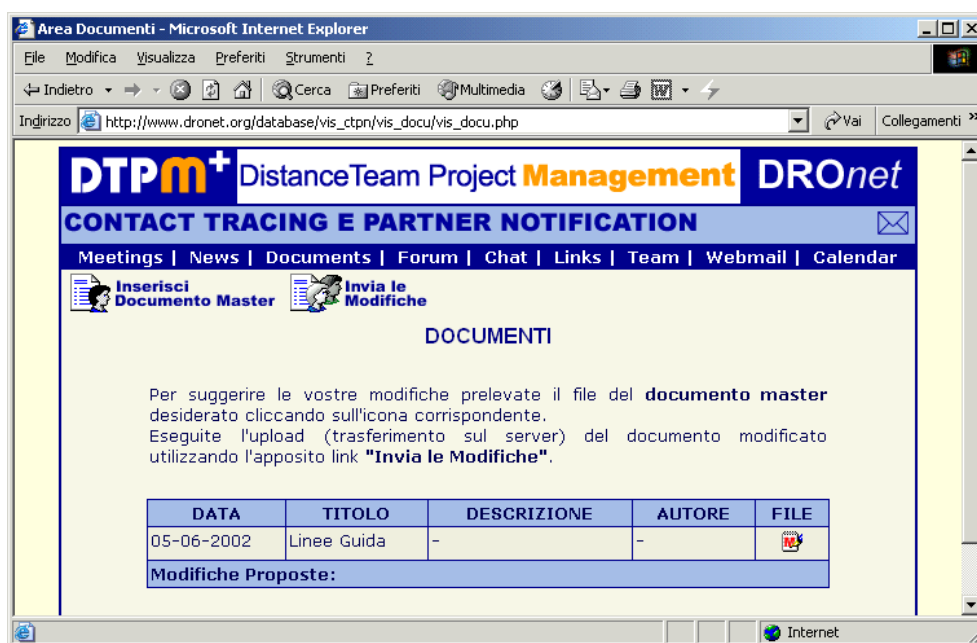 Area Documenti - Microsoft Internet Explorer
File Modifica Visualizza Preferiti Strumenti ?
Indietro Cerca Preferiti Multimedia
Indirizzo http://www.dronet.org/database/vis_ctpn/vis_docu/vis_docu.php Vai Collegamenti »
DTPM+ DistanceTeam Project Management DROnet
CONTACT TRACING E PARTNER NOTIFICATION
Meetings | News | Documents | Forum | Chat | Links | Team | Webmail | Calendar
Inserisci Documento Master
Invia le Modifiche
DOCUMENTI
Per suggerire le vostre modifiche prelevate il file del documento master
desiderato cliccando sull'icona corrispondente.
Eseguite l'upload (trasferimento sul server) del documento modificato
utilizzando l'apposito link "Invia le Modifiche".
DATA TITOLO DESCRIZIONE AUTORE FILE
05-06-2002 Linee Guida - -
Modifiche Proposte:
Internet